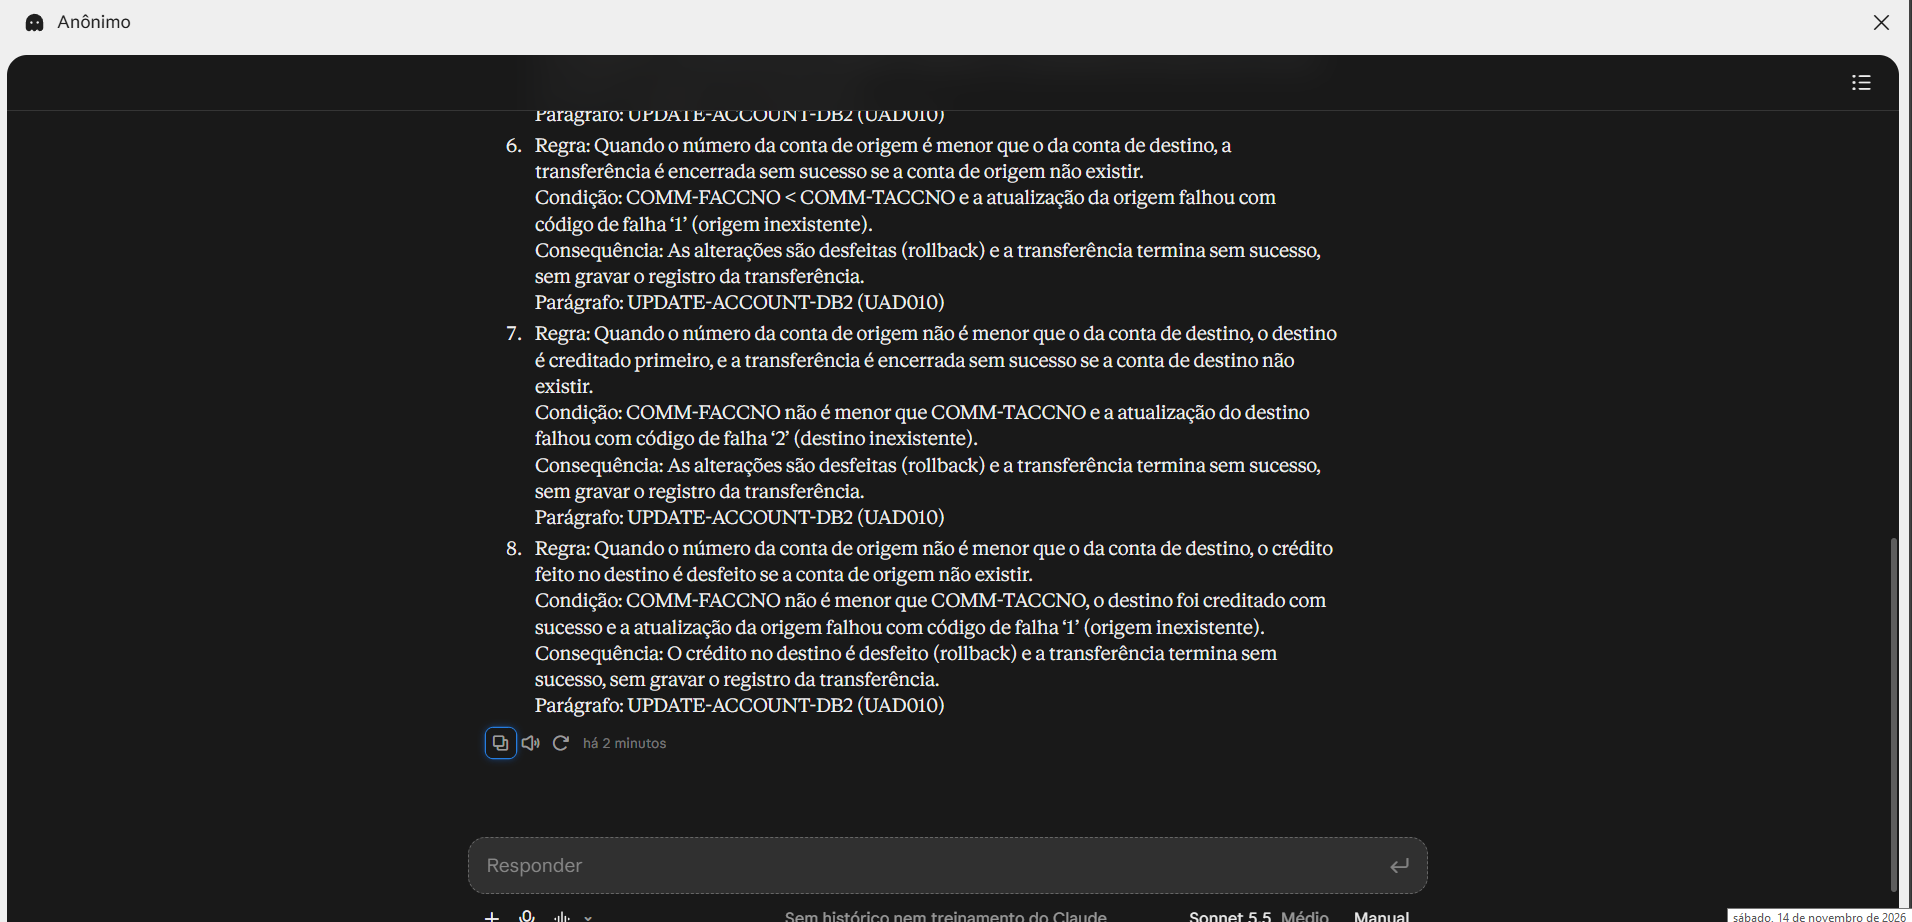 Anônimo
Parágrafo: UPDATE-ACCOUNT-DB2 (UAD010)
6. Regra: Quando o número da conta de origem é menor que o da conta de destino, a
transferência é encerrada sem sucesso se a conta de origem não existir.
Condição: COMM-FACCNO < COMM-TACCNO e a atualização da origem falhou com
código de falha ‘1’ (origem inexistente).
Consequência: As alterações são desfeitas (rollback) e a transferência termina sem sucesso,
sem gravar o registro da transferência.
Parágrafo: UPDATE-ACCOUNT-DB2 (UAD010)
7. Regra: Quando o número da conta de origem não é menor que o da conta de destino, o destino
é creditado primeiro, e a transferência é encerrada sem sucesso se a conta de destino não
existir.
Condição: COMM-FACCNO não é menor que COMM-TACCNO e a atualização do destino
falhou com código de falha ‘2’ (destino inexistente).
Consequência: As alterações são desfeitas (rollback) e a transferência termina sem sucesso,
sem gravar o registro da transferência.
Parágrafo: UPDATE-ACCOUNT-DB2 (UAD010)
8. Regra: Quando o número da conta de origem não é menor que o da conta de destino, o crédito
feito no destino é desfeito se a conta de origem não existir.
Condição: COMM-FACCNO não é menor que COMM-TACCNO, o destino foi creditado com
sucesso e a atualização da origem falhou com código de falha ‘1’ (origem inexistente).
Consequência: O crédito no destino é desfeito (rollback) e a transferência termina sem
sucesso, sem gravar o registro da transferência.
Parágrafo: UPDATE-ACCOUNT-DB2 (UAD010)
há 2 minutos
Responder
Sem histórico nem treinamento do Claude Sonnet 5.5 Médio Manual
sábado, 14 de novembro de 2026